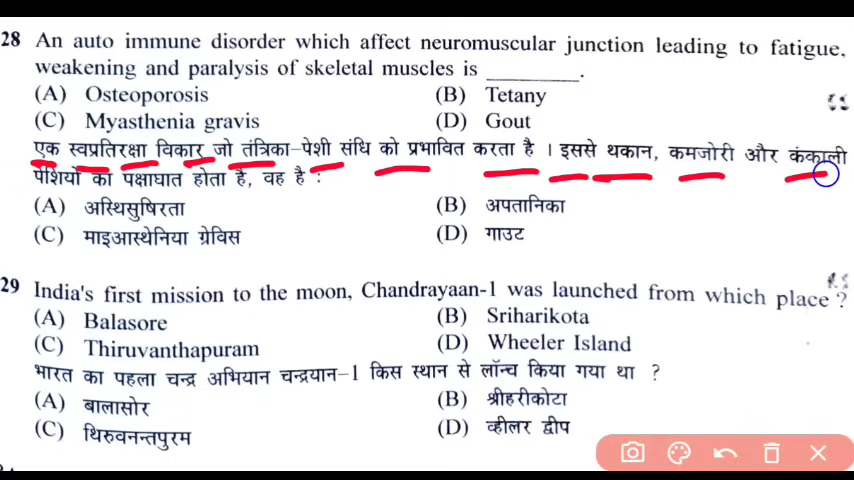 28 An auto immune disorder which affect neuromuscular junction leading to fatigue,
weakening and paralysis of skeletal muscles is __________.
(A) Osteoporosis (B) Tetany
(C) Myasthenia gravis (D) Gout
एक स्वप्रतिरक्षा विकार जो तंत्रिका-पेशी संधि को प्रभावित करता है । इससे थकान, कमजोरी और कंकाली
पेशियों का पक्षाघात होता है, वह है :
(A) अस्थिसुषिरता (B) अपतानिका
(C) माइआस्थेनिया ग्रेविस (D) गाउट
29 India's first mission to the moon, Chandrayaan-1 was launched from which place ?
(A) Balasore (B) Sriharikota
(C) Thiruvanthapuram (D) Wheeler Island
भारत का पहला चन्द्र अभियान चन्द्रयान-1 किस स्थान से लॉन्च किया गया था ?
(A) बालासोर (B) श्रीहरीकोटा
(C) थिरुवनन्तपुरम (D) व्हीलर द्वीप